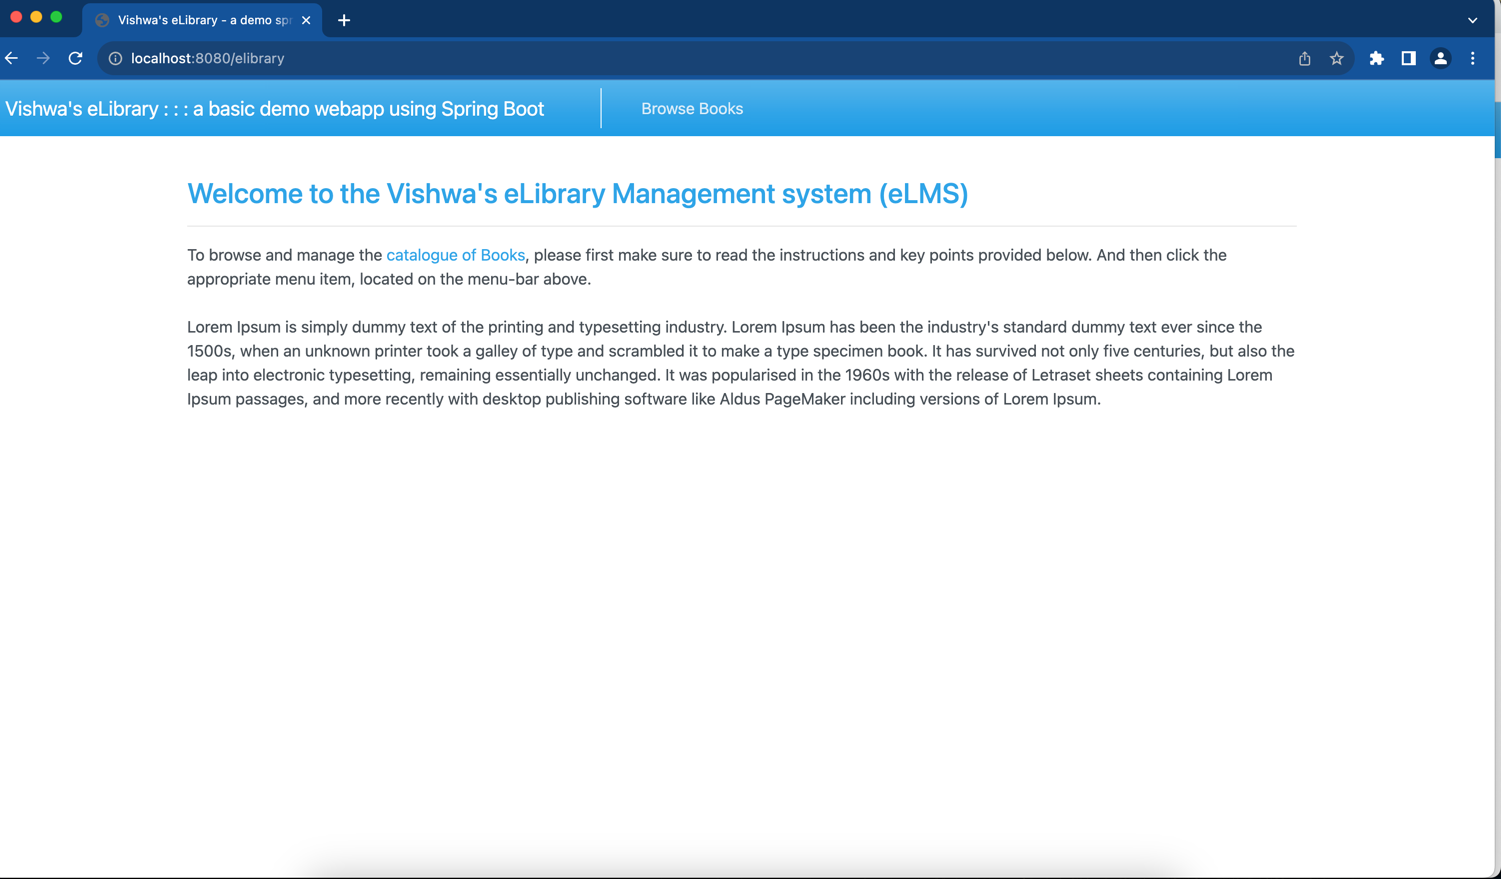 Vishwa's eLibrary - a demo spr
localhost:8080/elibrary
Vishwa's eLibrary : : : a basic demo webapp using Spring Boot
Browse Books
Welcome to the Vishwa's eLibrary Management system (eLMS)
To browse and manage the catalogue of Books, please first make sure to read the instructions and key points provided below. And then click the
appropriate menu item, located on the menu-bar above.
Lorem Ipsum is simply dummy text of the printing and typesetting industry. Lorem Ipsum has been the industry's standard dummy text ever since the
1500s, when an unknown printer took a galley of type and scrambled it to make a type specimen book. It has survived not only five centuries, but also the
leap into electronic typesetting, remaining essentially unchanged. It was popularised in the 1960s with the release of Letraset sheets containing Lorem
Ipsum passages, and more recently with desktop publishing software like Aldus PageMaker including versions of Lorem Ipsum.